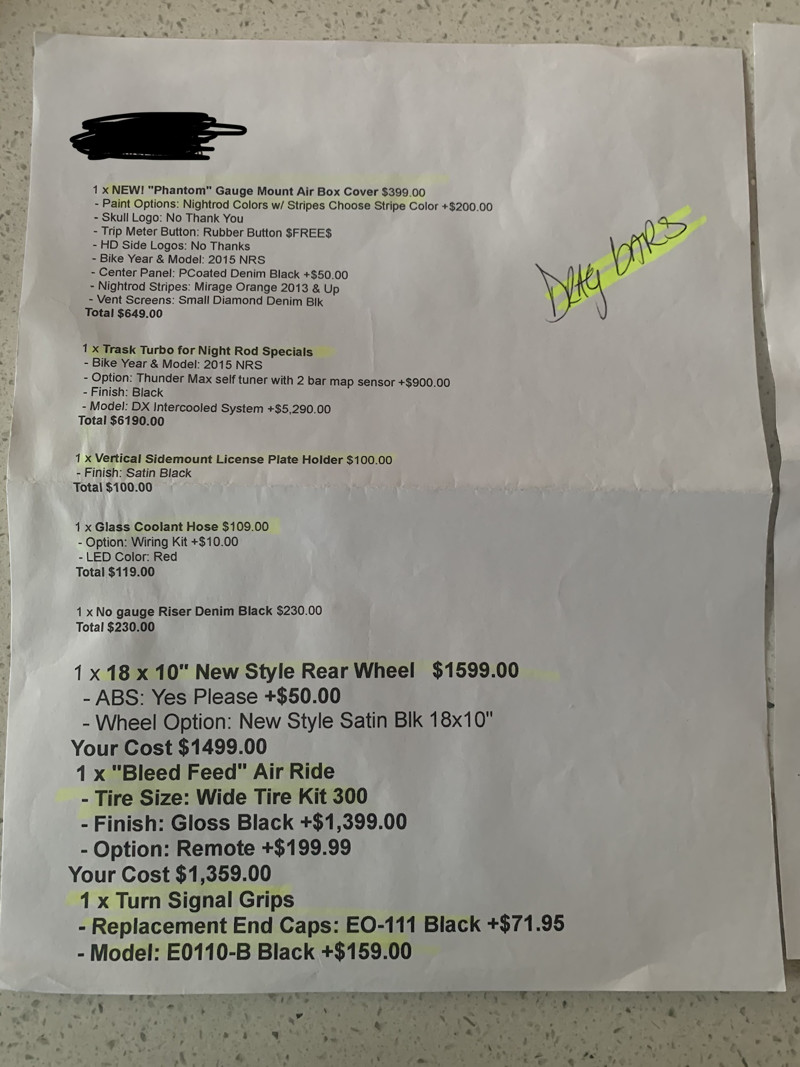 1 x NEW! "Phantom" Gauge Mount Air Box Cover $399.00
- Paint Options: Nightrod Colors w/ Stripes Choose Stripe Color +$200.00
- Skull Logo: No Thank You
- Trip Meter Button: Rubber Button $FREE$
- HD Side Logos: No Thanks
- Bike Year & Model: 2015 NRS
- Center Panel: PCoated Denim Black +$50.00
- Nightrod Stripes: Mirage Orange 2013 & Up
- Vent Screens: Small Diamond Denim Blk
Total $649.00
DRAG BARS
1 x Trask Turbo for Night Rod Specials
- Bike Year & Model: 2015 NRS
- Option: Thunder Max self tuner with 2 bar map sensor +$900.00
- Finish: Black
- Model: DX Intercooled System +$5,290.00
Total $6190.00
1 x Vertical Sidemount License Plate Holder $100.00
- Finish: Satin Black
Total $100.00
1 x Glass Coolant Hose $109.00
- Option: Wiring Kit +$10.00
- LED Color: Red
Total $119.00
1 x No gauge Riser Denim Black $230.00
Total $230.00
1 x 18 x 10" New Style Rear Wheel $1599.00
- ABS: Yes Please +$50.00
- Wheel Option: New Style Satin Blk 18x10"
Your Cost $1499.00
1 x "Bleed Feed" Air Ride
- Tire Size: Wide Tire Kit 300
- Finish: Gloss Black +$1,399.00
- Option: Remote +$199.99
Your Cost $1,359.00
1 x Turn Signal Grips
- Replacement End Caps: EO-111 Black +$71.95
- Model: E0110-B Black +$159.00